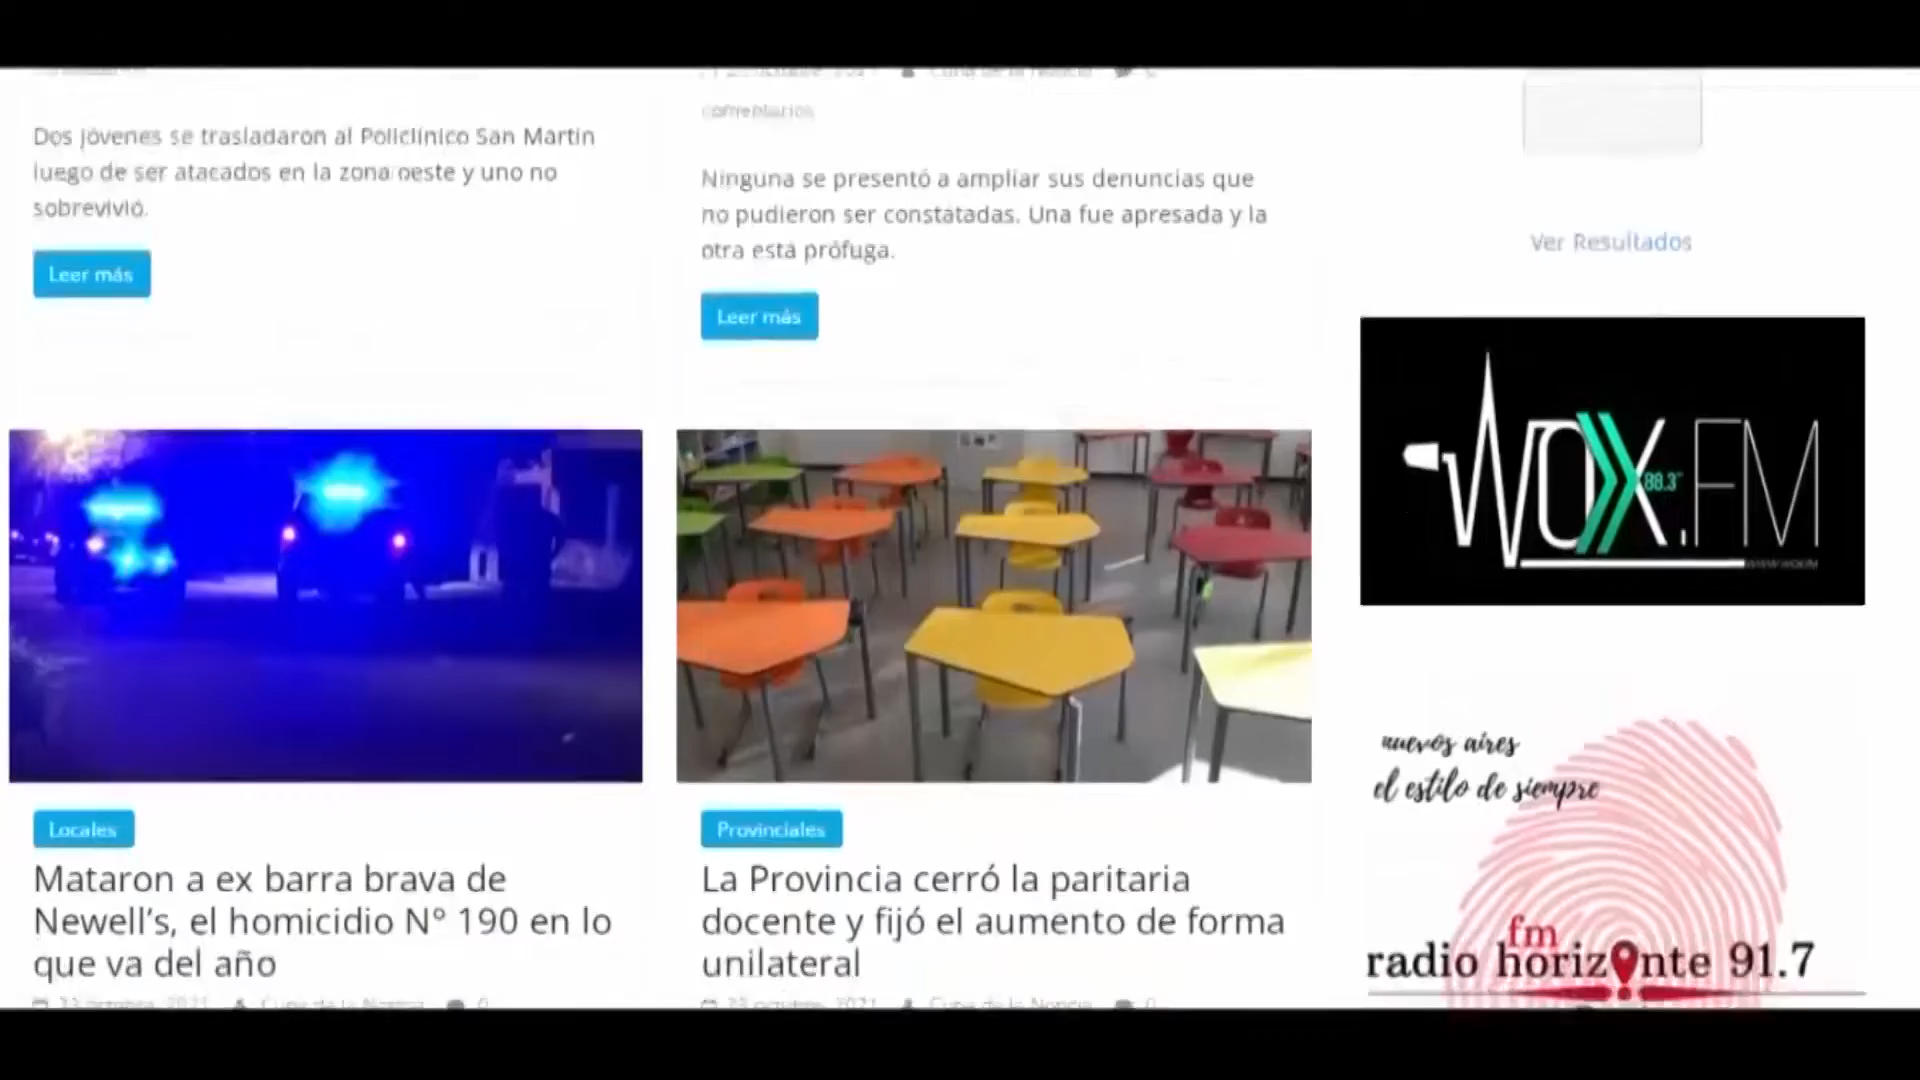 comentarios
Dos jóvenes se trasladaron al Policlínico San Martín
luego de ser atacados en la zona oeste y uno no
sobrevivió.
Leer más
Ninguna se presentó a ampliar sus denuncias que
no pudieron ser constatadas. Una fue apresada y la
otra está prófuga.
Leer más
Ver Resultados
WOX.FM
88.3
Locales
Mataron a ex barra brava de
Newell's, el homicidio Nº 190 en lo
que va del año
Provinciales
La Provincia cerró la paritaria
docente y fijó el aumento de forma
unilateral
nuevos aires
el estilo de siempre
fm
radio horizonte 91.7